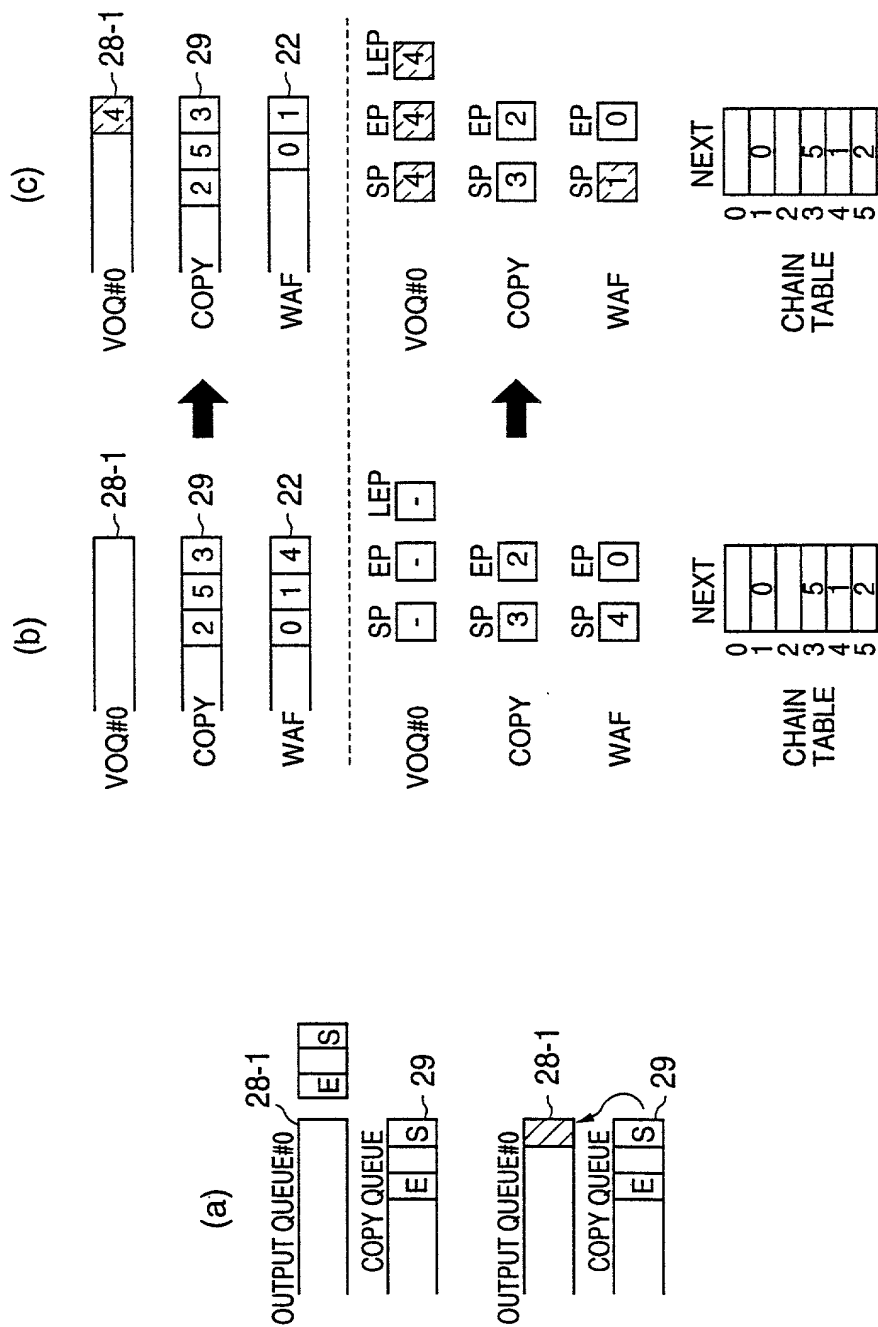 (a)
OUTPUT QUEUE#0 28-1
E S
COPY QUEUE
E S 29
OUTPUT QUEUE#0 28-1
COPY QUEUE
E S 29
(b)
VOQ#0 28-1
COPY 2 5 3 29
WAF 0 1 4 22
SP EP LEP
VOQ#0 - - -
SP EP
COPY 3 2
SP EP
WAF 4 0
NEXT
CHAIN
TABLE
0
1 0
2
3 5
4 1
5 2
(c)
VOQ#0 4 28-1
COPY 2 5 3 29
WAF 0 1 22
SP EP LEP
VOQ#0 4 4 4
SP EP
COPY 3 2
SP EP
WAF 1 0
NEXT
CHAIN
TABLE
0
1 0
2
3 5
4 1
5 2